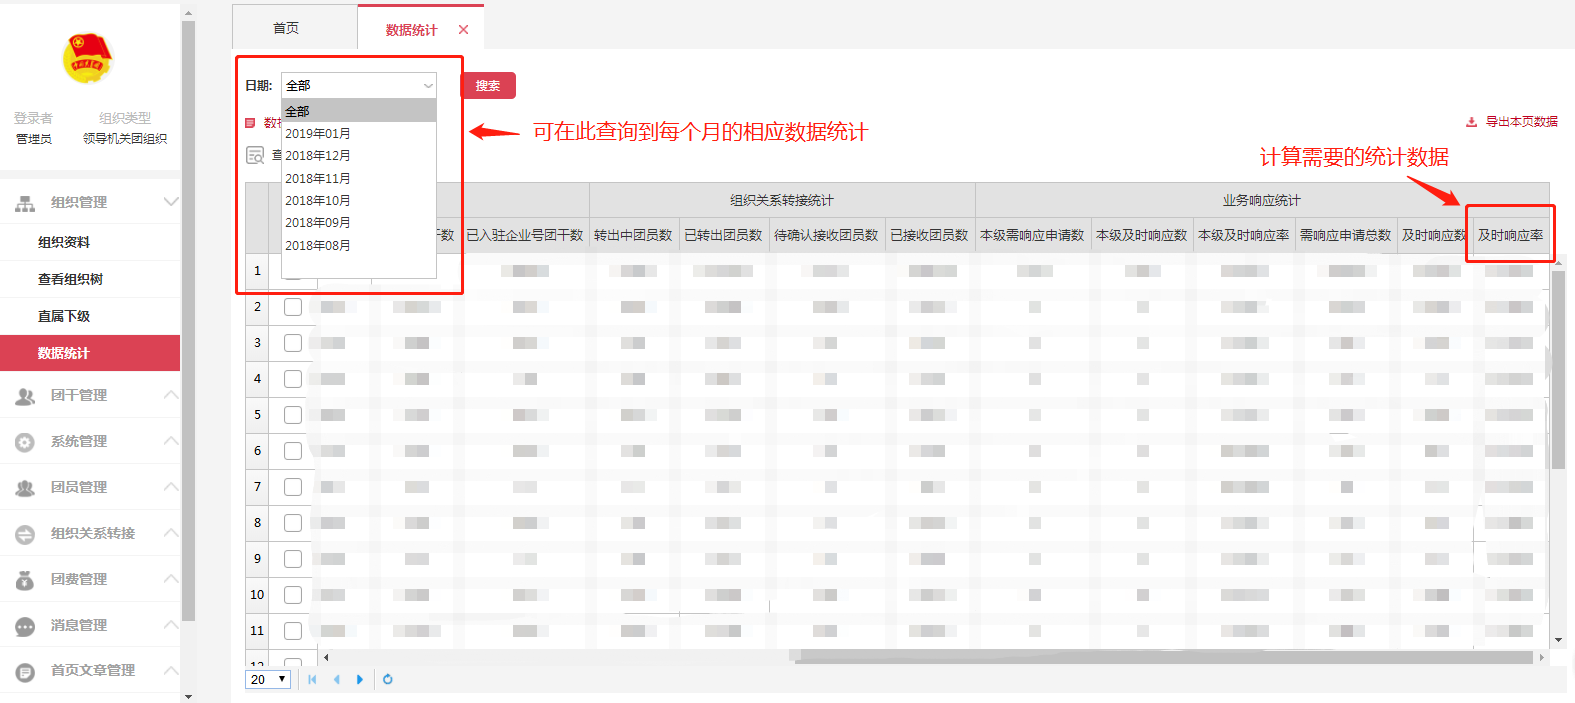 首页
数据统计
日期:
全部
搜索
全部
2019年01月
2018年12月
2018年11月
2018年10月
2018年09月
2018年08月
可在此查询到每个月的相应数据统计
导出本页数据
计算需要的统计数据
登录者
组织类型
管理员
领导机关团组织
组织管理
组织资料
查看组织树
直属下级
数据统计
团干管理
系统管理
团员管理
组织关系转接
团费管理
消息管理
首页文章管理
组织关系转接统计
业务响应统计
已入驻企业号团干数
转出中团员数
已转出团员数
待确认接收团员数
已接收团员数
本级需响应申请数
本级及时响应数
本级及时响应率
需响应申请总数
及时响应数
及时响应率
1
2
3
4
5
6
7
8
9
10
11
12
20